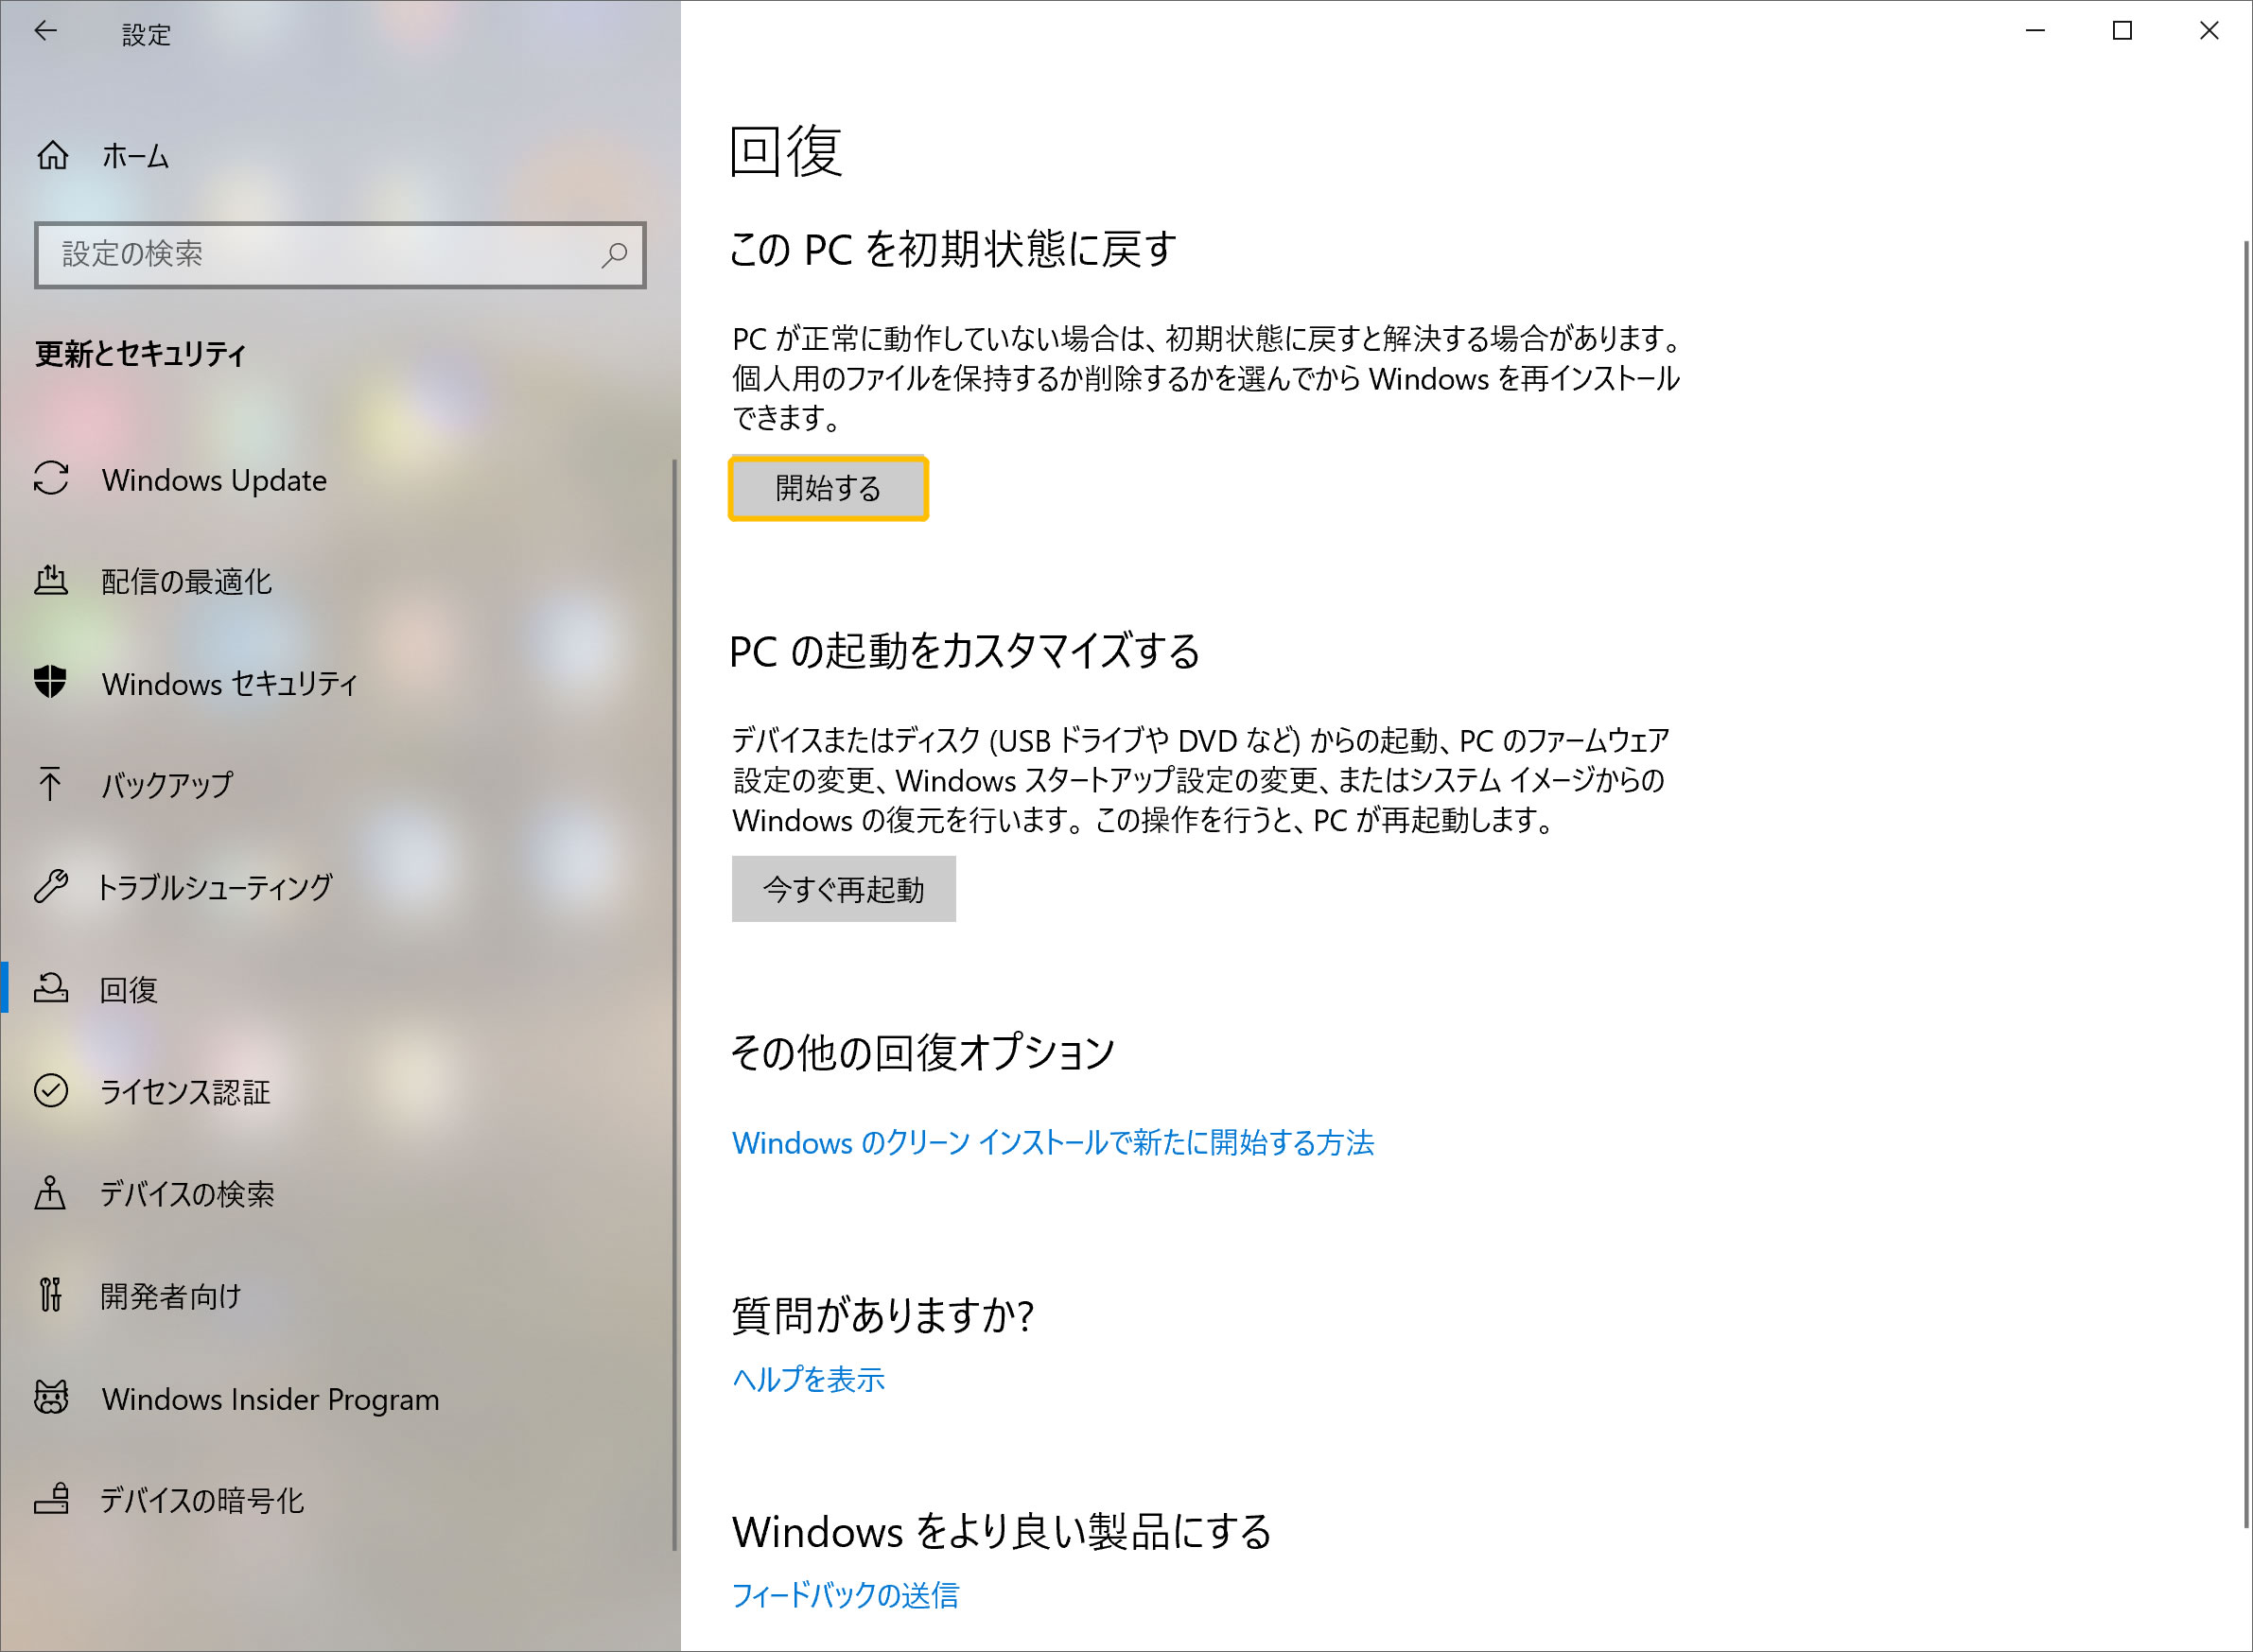 設定
ホーム
設定の検索
更新とセキュリティ
Windows Update
配信の最適化
Windows セキュリティ
バックアップ
トラブルシューティング
回復
ライセンス認証
デバイスの検索
開発者向け
Windows Insider Program
デバイスの暗号化
回復
この PC を初期状態に戻す
PC が正常に動作していない場合は、初期状態に戻すと解決する場合があります。
個人用のファイルを保持するか削除するかを選んでから Windows を再インストール
できます。
開始する
PC の起動をカスタマイズする
デバイスまたはディスク (USB ドライブや DVD など) からの起動、PC のファームウェア
設定の変更、Windows スタートアップ設定の変更、またはシステム イメージからの
Windows の復元を行います。この操作を行うと、PC が再起動します。
今すぐ再起動
その他の回復オプション
Windows のクリーン インストールで新たに開始する方法
質問がありますか?
ヘルプを表示
Windows をより良い製品にする
フィードバックの送信